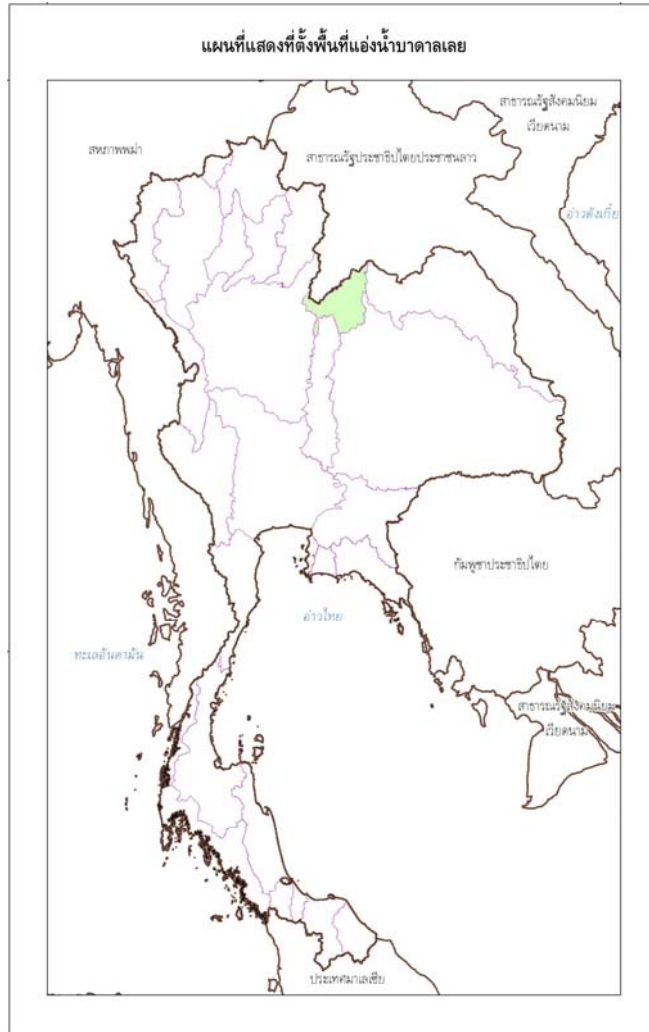 แผนที่แสดงที่ตั้งพื้นที่แอ่งน้ำบาดาลเลย
สาธารณรัฐสังคมนิยม
เวียดนาม
สหภาพพม่า
สาธารณรัฐประชาธิปไตยประชาชนลาว
อ่าวตังเกี๋ย
กัมพูชาประชาธิปไตย
อ่าวไทย
ทะเลอันดามัน
สาธารณรัฐสังคมนิยม
เวียดนาม
ประเทศมาเลเซีย